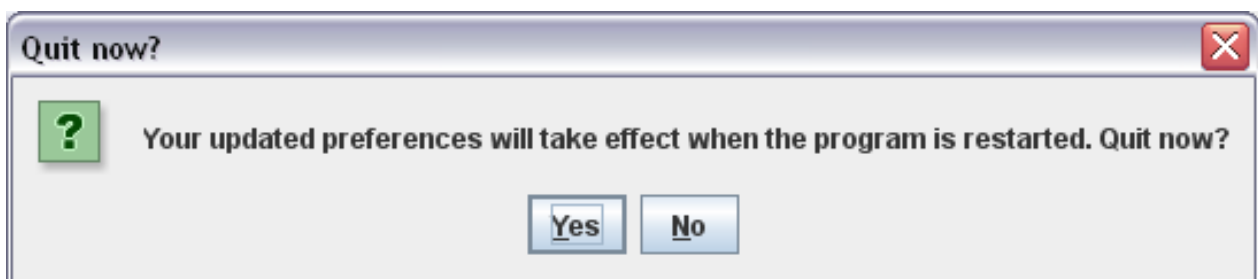 Quit now?
?
Your updated preferences will take effect when the program is restarted. Quit now?
Yes No